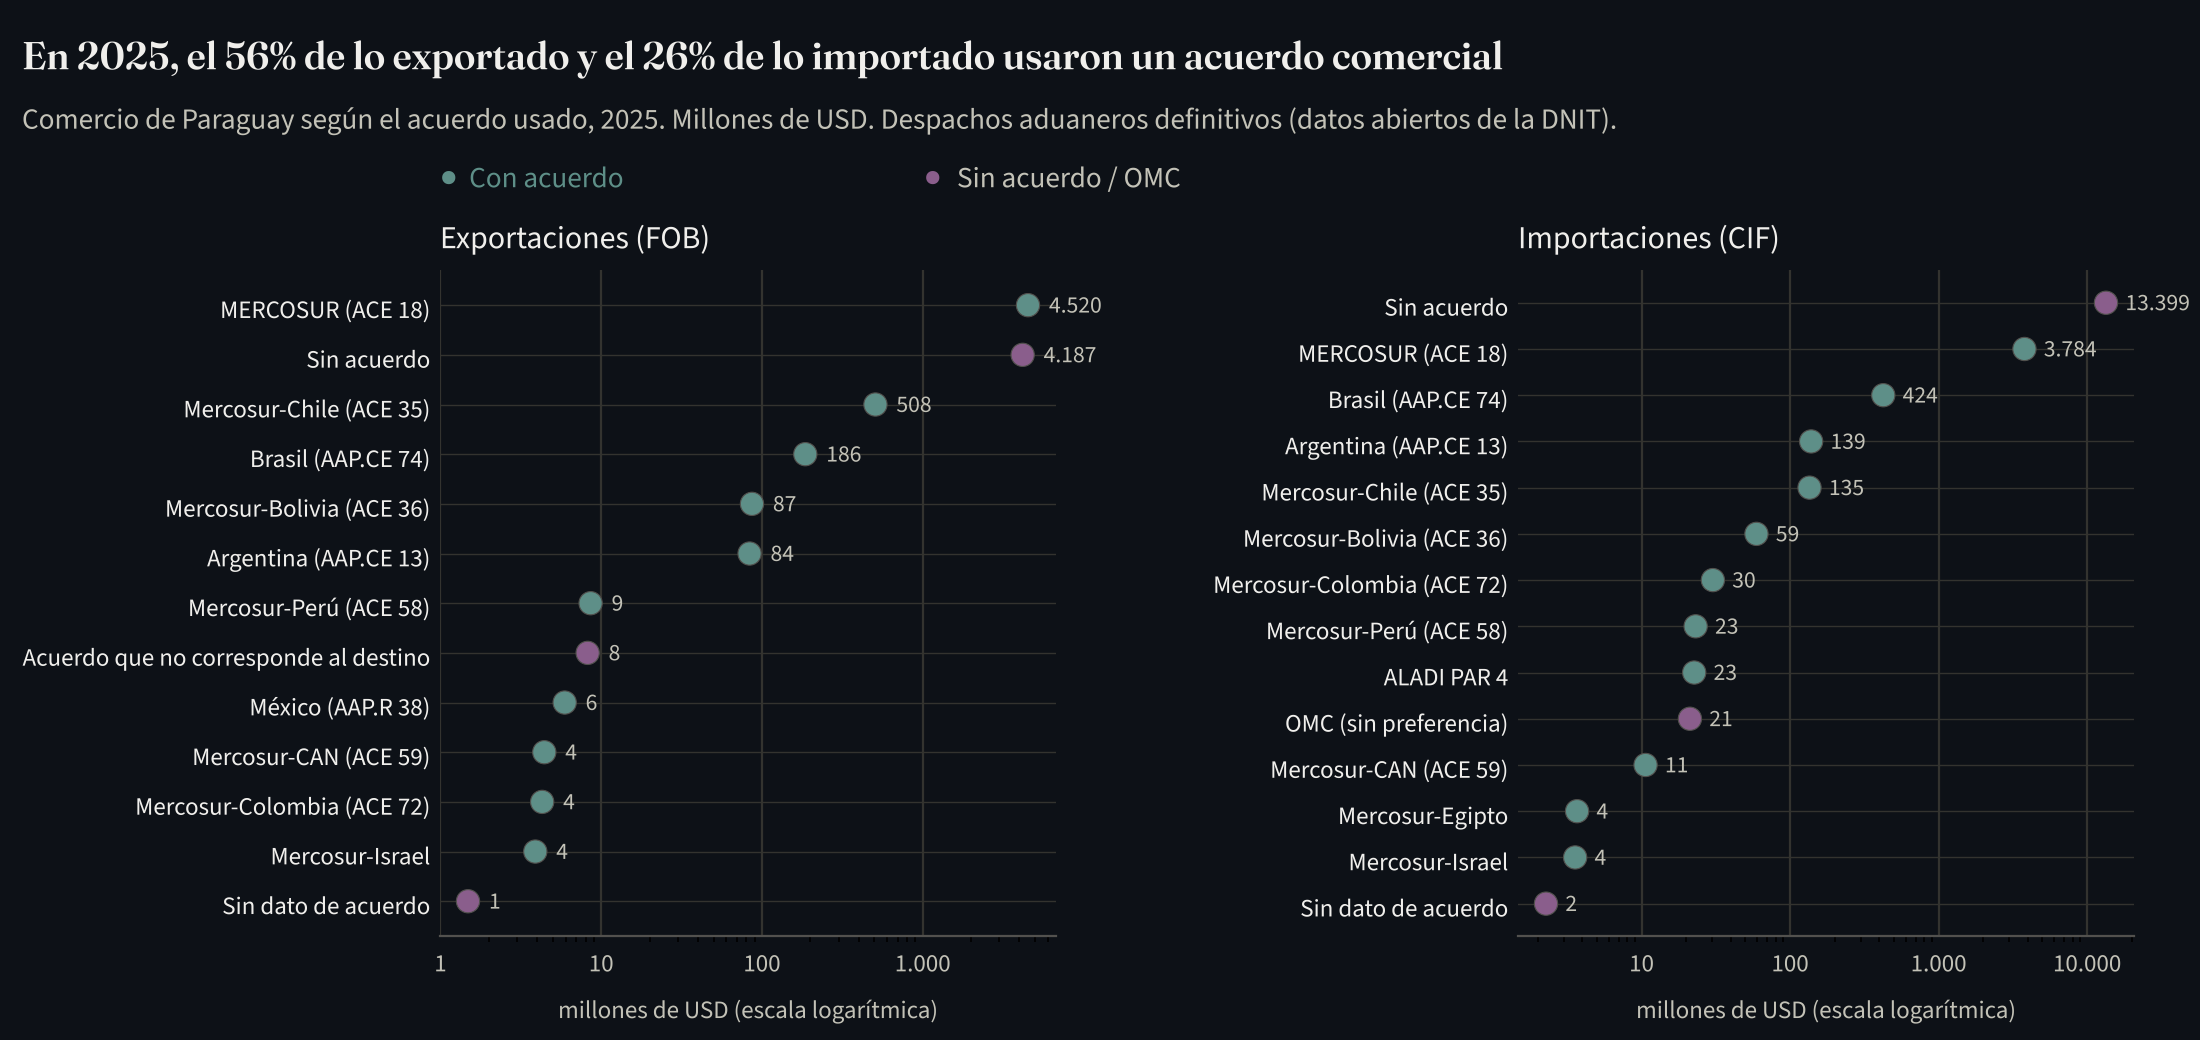 En 2025, el 56% de lo exportado y el 26% de lo importado usaron un acuerdo comercial
Comercio de Paraguay según el acuerdo usado, 2025. Millones de USD. Despachos aduaneros definitivos (datos abiertos de la DNIT).
Con acuerdo
Sin acuerdo / OMC
Exportaciones (FOB)
MERCOSUR (ACE 18) 4.520
Sin acuerdo 4.187
Mercosur-Chile (ACE 35) 508
Brasil (AAP.CE 74) 186
Mercosur-Bolivia (ACE 36) 87
Argentina (AAP.CE 13) 84
Mercosur-Perú (ACE 58) 9
Acuerdo que no corresponde al destino 8
México (AAP.R 38) 6
Mercosur-CAN (ACE 59) 4
Mercosur-Colombia (ACE 72) 4
Mercosur-Israel 4
Sin dato de acuerdo 1
1 10 100 1.000
millones de USD (escala logarítmica)
Importaciones (CIF)
Sin acuerdo 13.399
MERCOSUR (ACE 18) 3.784
Brasil (AAP.CE 74) 424
Argentina (AAP.CE 13) 139
Mercosur-Chile (ACE 35) 135
Mercosur-Bolivia (ACE 36) 59
Mercosur-Colombia (ACE 72) 30
Mercosur-Perú (ACE 58) 23
ALADI PAR 4 23
OMC (sin preferencia) 21
Mercosur-CAN (ACE 59) 11
Mercosur-Egipto 4
Mercosur-Israel 4
Sin dato de acuerdo 2
10 100 1.000 10.000
millones de USD (escala logarítmica)